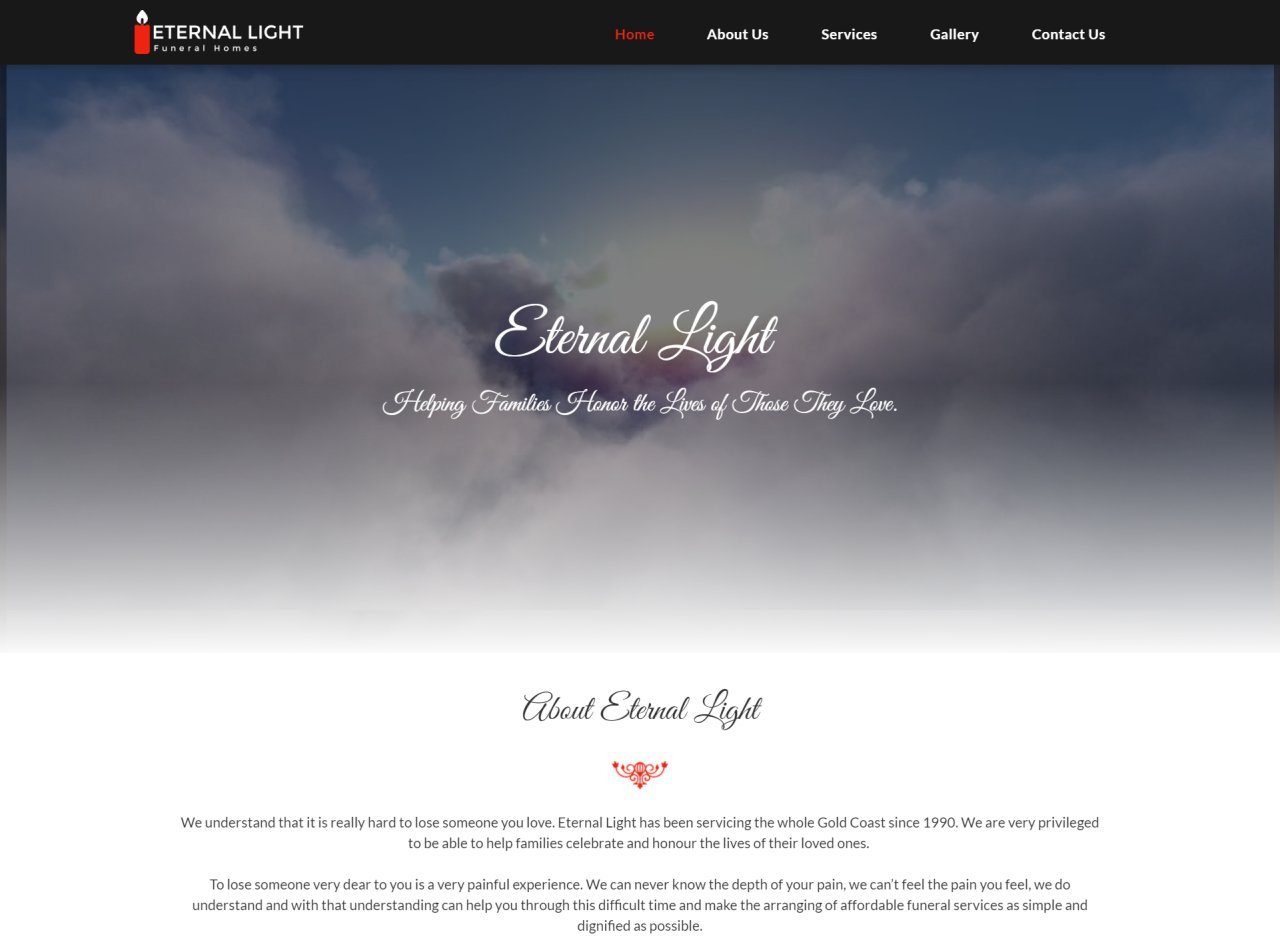 ETERNAL LIGHT
Funeral Homes
Home About Us Services Gallery Contact Us
Eternal Light
Helping Families Honor the Lives of Those They Love.
About Eternal Light
We understand that it is really hard to lose someone you love. Eternal Light has been servicing the whole Gold Coast since 1990. We are very privileged
to be able to help families celebrate and honour the lives of their loved ones.
To lose someone very dear to you is a very painful experience. We can never know the depth of your pain, we can’t feel the pain you feel, we do
understand and with that understanding can help you through this difficult time and make the arranging of affordable funeral services as simple and
dignified as possible.